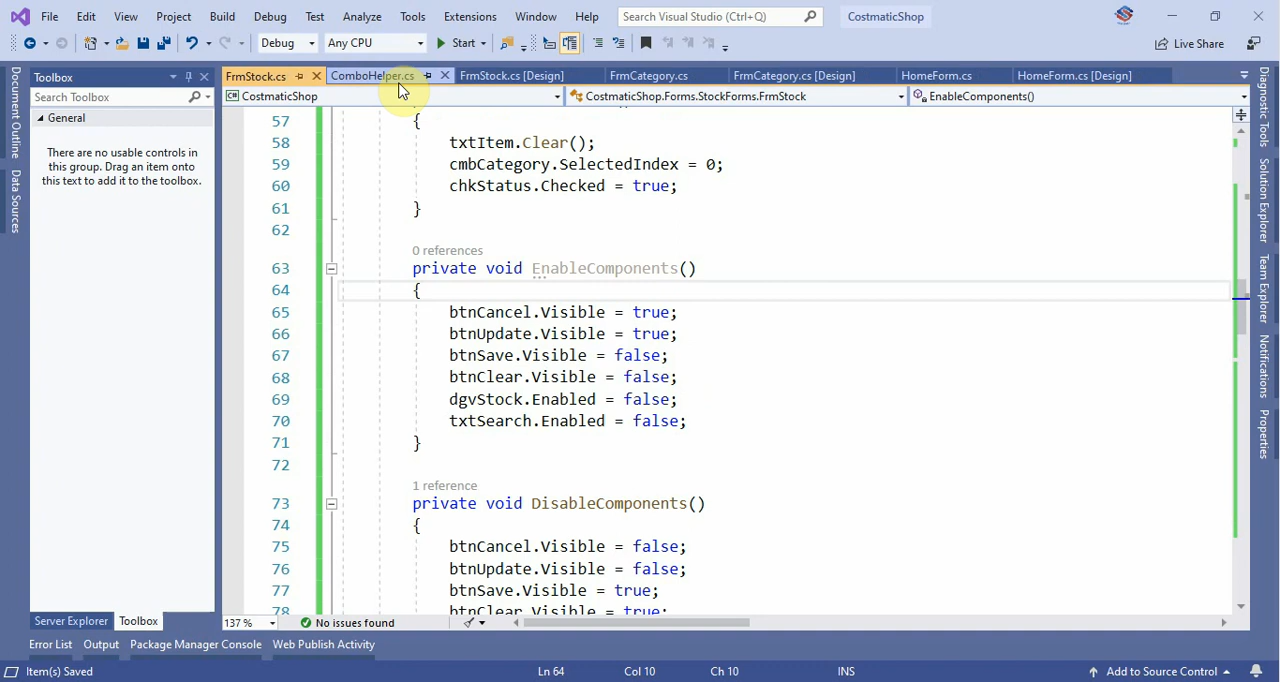 File Edit View Project Build Debug Test Analyze Tools Extensions Window Help Search Visual Studio (Ctrl+Q) CostmaticShop
Debug Any CPU Start Live Share
Toolbox FrmStock.cs ComboHelper.cs FrmStock.cs [Design] FrmCategory.cs FrmCategory.cs [Design] HomeForm.cs HomeForm.cs [Design]
Search Toolbox CostmaticShop CostmaticShop.Forms.StockForms.FrmStock EnableComponents()
General
There are no usable controls in
this group. Drag an item onto
this text to add it to the toolbox.
Document Outline
Data Sources
57 {
58 txtItem.Clear();
59 cmbCategory.SelectedIndex = 0;
60 chkStatus.Checked = true;
61 }
62
0 references
63 private void EnableComponents()
64 {
65 btnCancel.Visible = true;
66 btnUpdate.Visible = true;
67 btnSave.Visible = false;
68 btnClear.Visible = false;
69 dgvStock.Enabled = false;
70 txtSearch.Enabled = false;
71 }
72
1 reference
73 private void DisableComponents()
74 {
75 btnCancel.Visible = false;
76 btnUpdate.Visible = false;
77 btnSave.Visible = true;
78 btnClear.Visible = true;
Diagnostic Tools
Solution Explorer
Team Explorer
Notifications
Properties
Server Explorer Toolbox 137 % No issues found
Error List Output Package Manager Console Web Publish Activity
Item(s) Saved Ln 64 Col 10 Ch 10 INS Add to Source Control